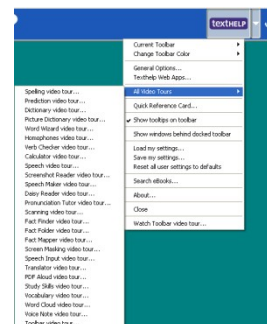 texthelp
Current Toolbar
Change Toolbar Color
General Options...
Texthelp Web Apps...
All Video Tours
Quick Reference Card...
Show tooltips on toolbar
Show windows behind docked toolbar
Load my settings...
Save my settings...
Reset all user settings to defaults
Search eBooks...
About...
Close
Watch Toolbar video tour...
Spelling video tour...
Prediction video tour...
Dictionary video tour...
Picture Dictionary video tour...
Word Wizard video tour...
Homophones video tour...
Verb Checker video tour...
Calculator video tour...
Speech video tour...
Screenshot Reader video tour...
Speech Maker video tour...
Daisy Reader video tour...
Pronunciation Tutor video tour...
Scanning video tour...
Fact Finder video tour...
Fact Folder video tour...
Fact Mapper video tour...
Screen Masking video tour...
Speech Input video tour...
Translator video tour...
PDF Aloud video tour...
Study Skills video tour...
Vocabulary video tour...
Word Cloud video tour...
Voice Note video tour...
Toolbar video tour...